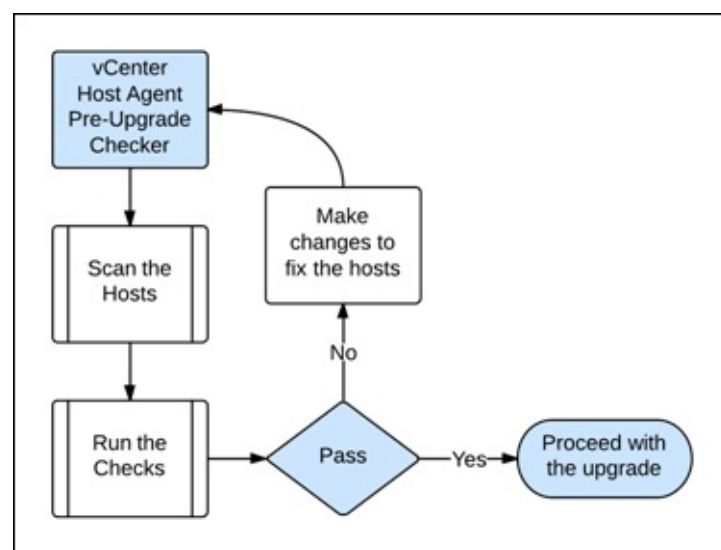 vCenter
Host Agent
Pre-Upgrade
Checker
Scan the
Hosts
Run the
Checks
Pass
No
Make
changes to
fix the hosts
Yes
Proceed with
the upgrade